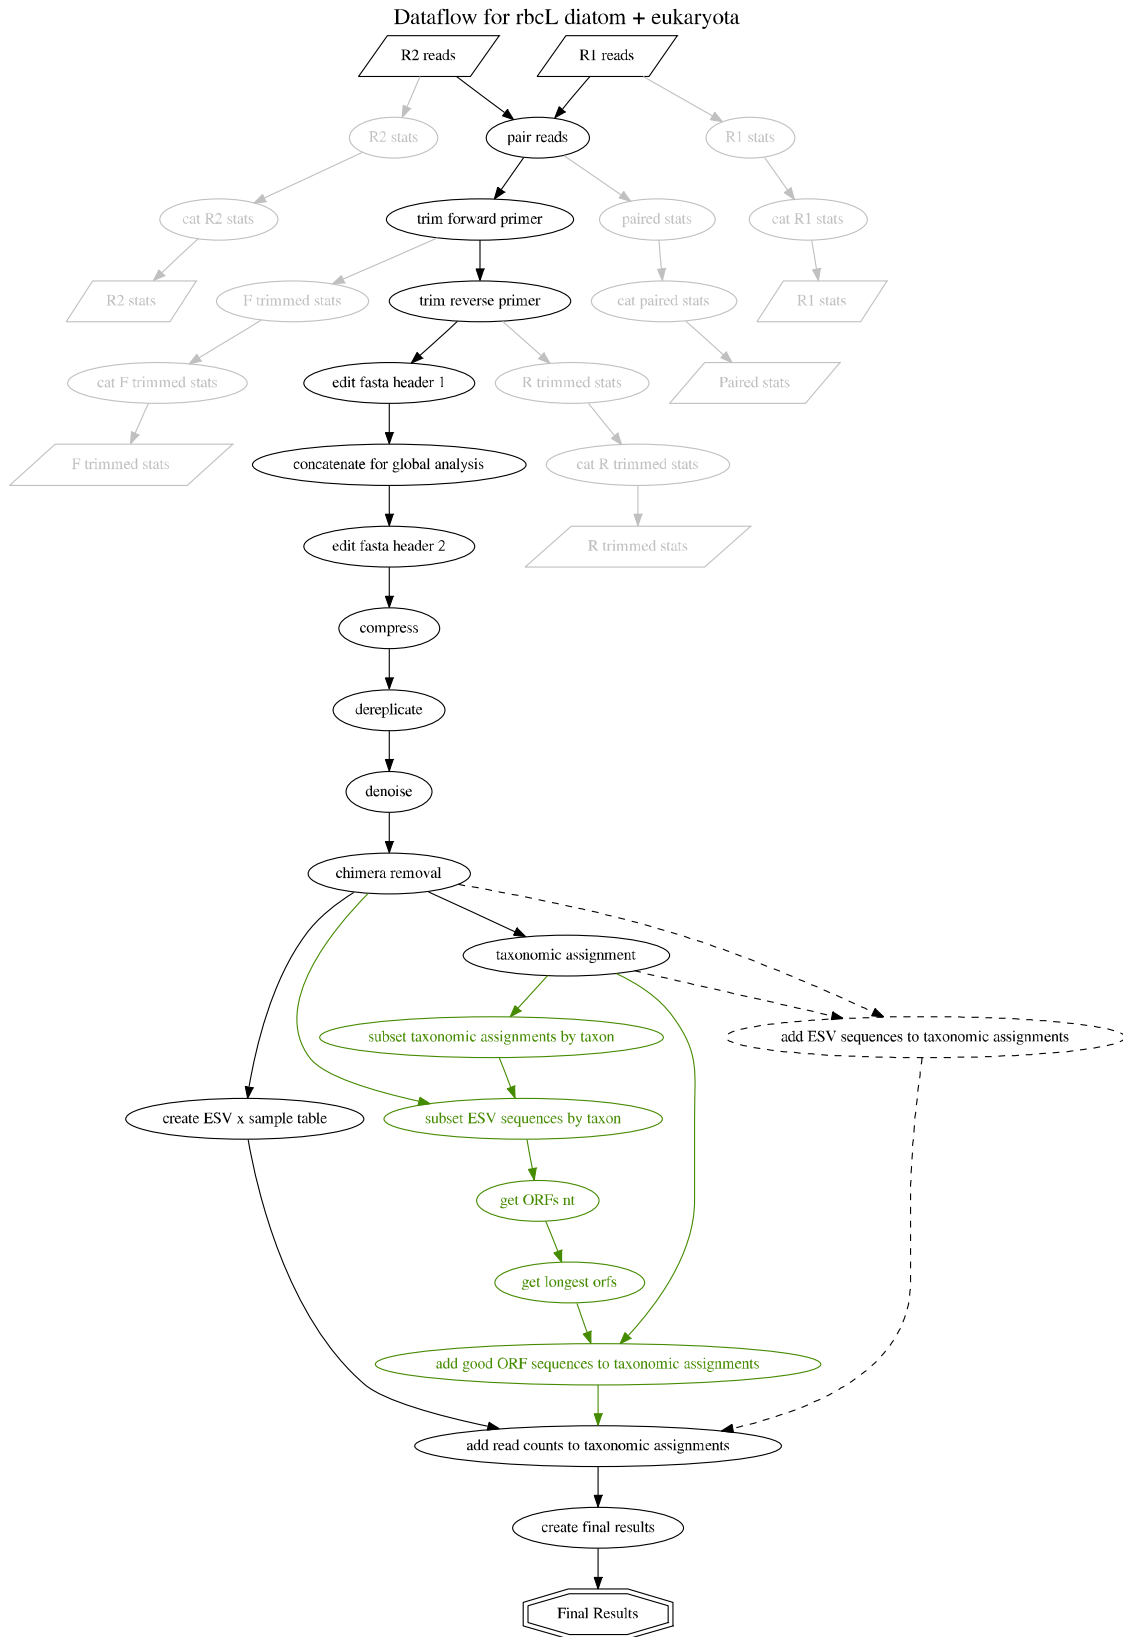 Dataflow for rbcL diatom + eukaryota
R2 reads
R1 reads
R2 stats
pair reads
R1 stats
cat R2 stats
trim forward primer
paired stats
cat R1 stats
R2 stats
F trimmed stats
trim reverse primer
cat paired stats
R1 stats
cat F trimmed stats
edit fasta header 1
R trimmed stats
Paired stats
F trimmed stats
concatenate for global analysis
cat R trimmed stats
edit fasta header 2
R trimmed stats
compress
dereplicate
denoise
chimera removal
taxonomic assignment
subset taxonomic assignments by taxon
add ESV sequences to taxonomic assignments
create ESV x sample table
subset ESV sequences by taxon
get ORFs nt
get longest orfs
add good ORF sequences to taxonomic assignments
add read counts to taxonomic assignments
create final results
Final Results